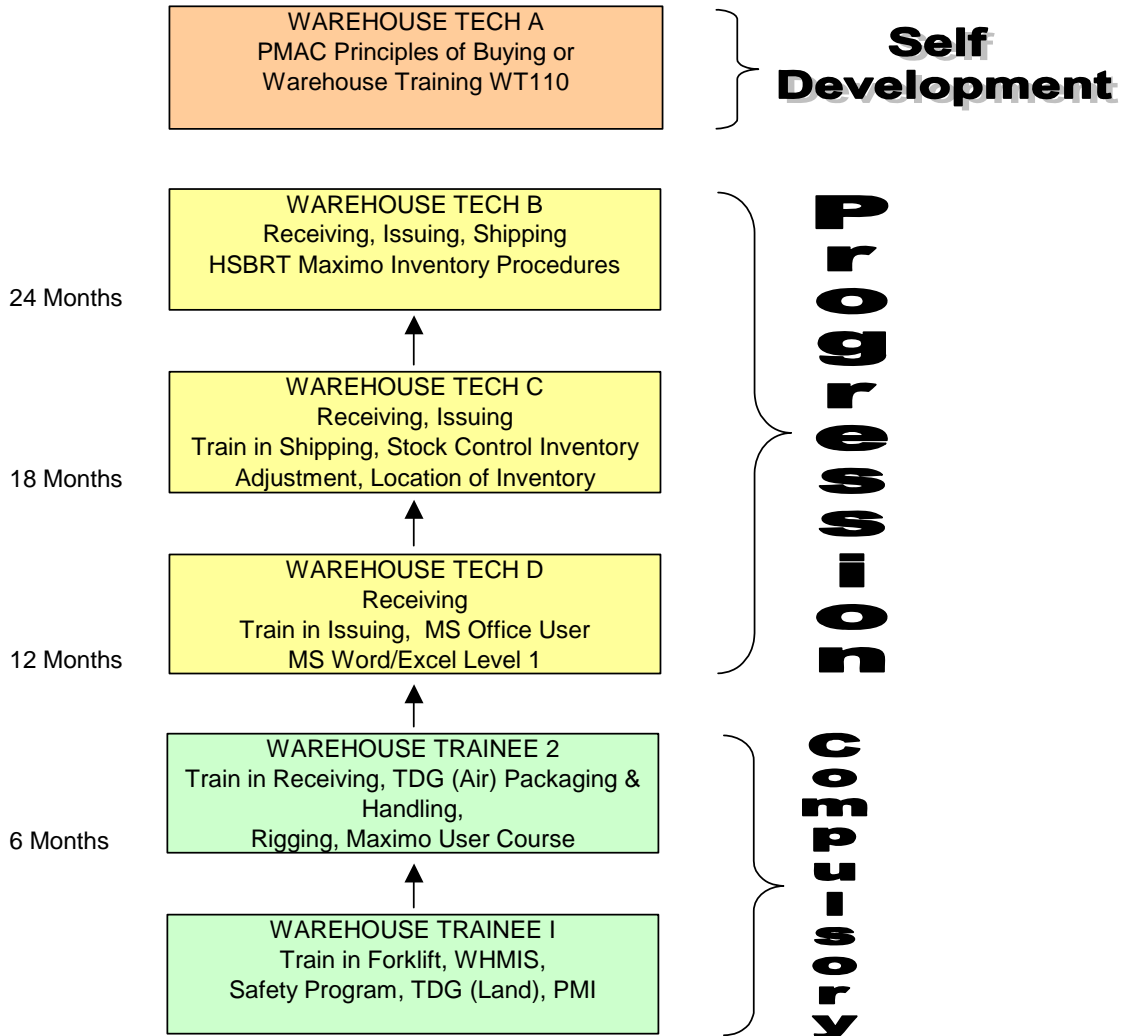 WAREHOUSE TECH A
PMAC Principles of Buying or
Warehouse Training WT110
Self
Development
WAREHOUSE TECH B
Receiving, Issuing, Shipping
HSBRT Maximo Inventory Procedures
24 Months
WAREHOUSE TECH C
Receiving, Issuing
Train in Shipping, Stock Control Inventory
Adjustment, Location of Inventory
18 Months
WAREHOUSE TECH D
Receiving
Train in Issuing,  MS Office User
MS Word/Excel Level 1
12 Months
Progression
WAREHOUSE TRAINEE 2
Train in Receiving, TDG (Air) Packaging &
Handling,
Rigging, Maximo User Course
6 Months
WAREHOUSE TRAINEE I
Train in Forklift, WHMIS,
Safety Program, TDG (Land), PMI
Compulsory